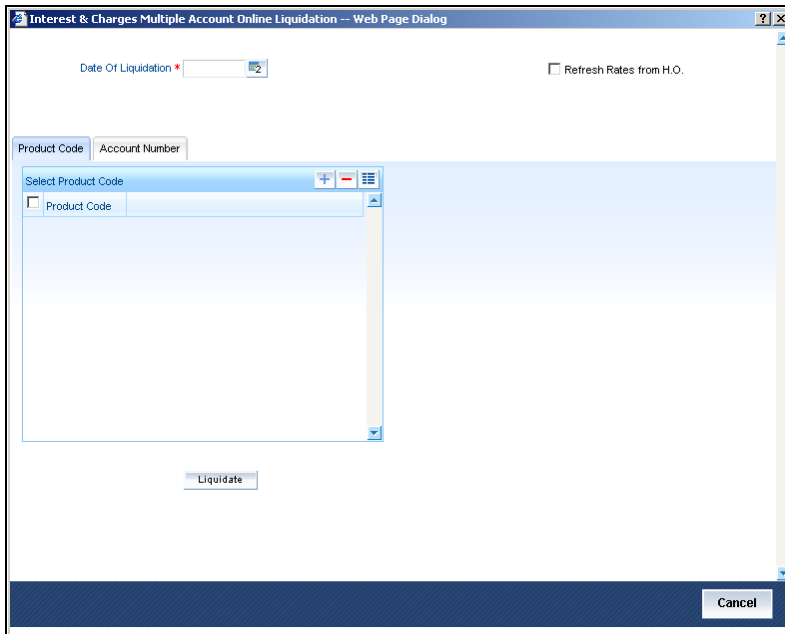 Interest & Charges Multiple Account Online Liquidation -- Web Page Dialog
Date Of Liquidation *
Refresh Rates from H.O.
Product Code
Account Number
Select Product Code
Product Code
Liquidate
Cancel